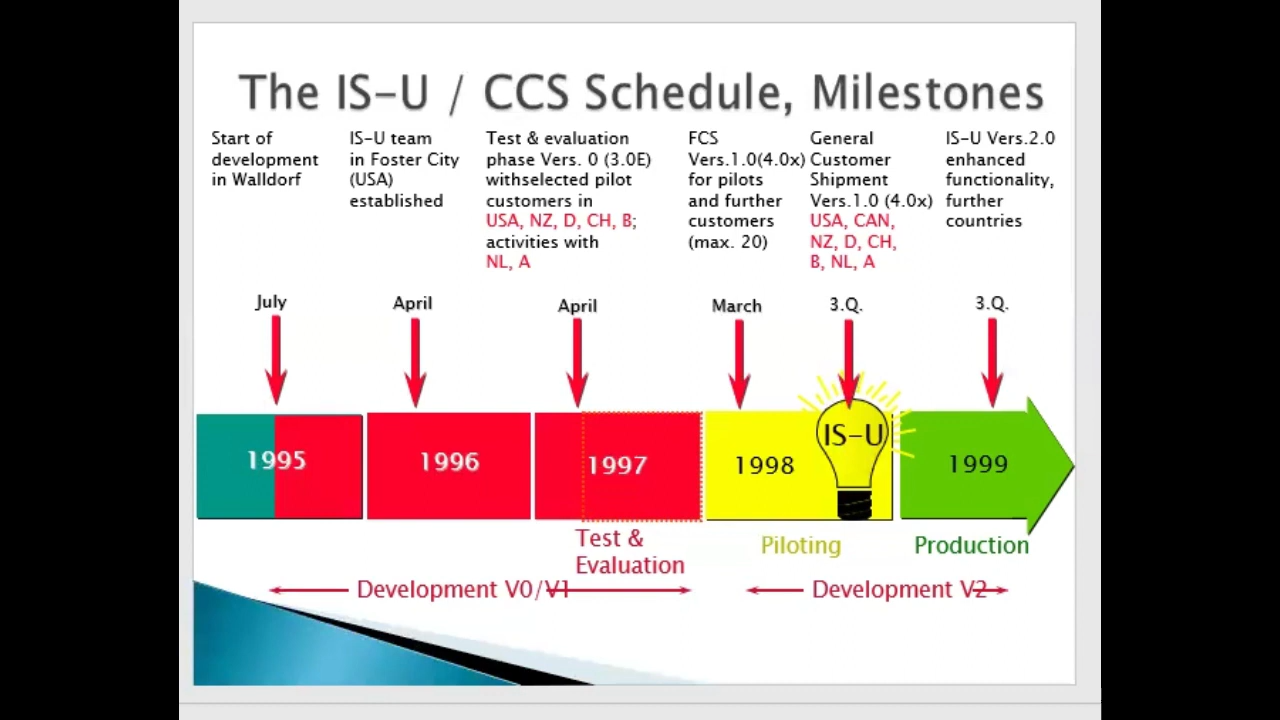 The IS-U / CCS Schedule, Milestones
Start of
development
in Walldorf
IS-U team
in Foster City
(USA)
established
Test & evaluation
phase Vers. 0 (3.0E)
withselected pilot
customers in
USA, NZ, D, CH, B;
activities with
NL, A
FCS
Vers.1.0(4.0x)
for pilots
and further
customers
(max. 20)
General
Customer
Shipment
Vers.1.0 (4.0x)
USA, CAN,
NZ, D, CH,
B, NL, A
IS-U Vers.2.0
enhanced
functionality,
further
countries
July
April
April
March
3.Q.
3.Q.
1995
1996
1997
1998
IS-U
1999
Test &
Evaluation
Piloting
Production
Development V0/V1
Development V2